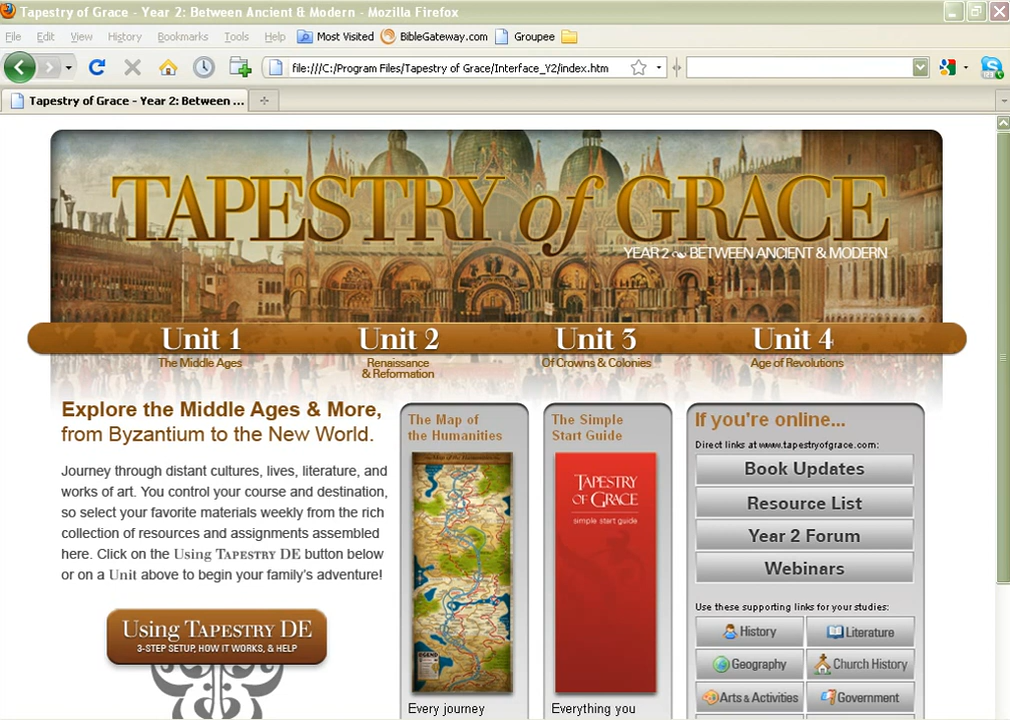 Tapestry of Grace - Year 2: Between Ancient & Modern - Mozilla Firefox
File Edit View History Bookmarks Tools Help Most Visited BibleGateway.com Groupee
file:///C:/Program Files/Tapestry of Grace/Interface_Y2/index.htm
Tapestry of Grace - Year 2: Between ...
TAPESTRY of GRACE
YEAR 2 BETWEEN ANCIENT & MODERN
Unit 1 Unit 2 Unit 3 Unit 4
The Middle Ages
Renaissance
& Reformation
Of Crowns & Colonies
Age of Revolutions
Explore the Middle Ages & More,
from Byzantium to the New World.
Journey through distant cultures, lives, literature, and
works of art. You control your course and destination,
so select your favorite materials weekly from the rich
collection of resources and assignments assembled
here. Click on the Using TAPESTRY DE button below
or on a Unit above to begin your family's adventure!
Using TAPESTRY DE
3-STEP SETUP, HOW IT WORKS, & HELP
The Map of
the Humanities
LEGEND
Every journey
The Simple
Start Guide
TAPESTRY
OF GRACE
simple start guide
Everything you
If you're online...
Direct links at www.tapestryofgrace.com:
Book Updates
Resource List
Year 2 Forum
Webinars
Use these supporting links for your studies:
History Literature
Geography Church History
Arts & Activities Government